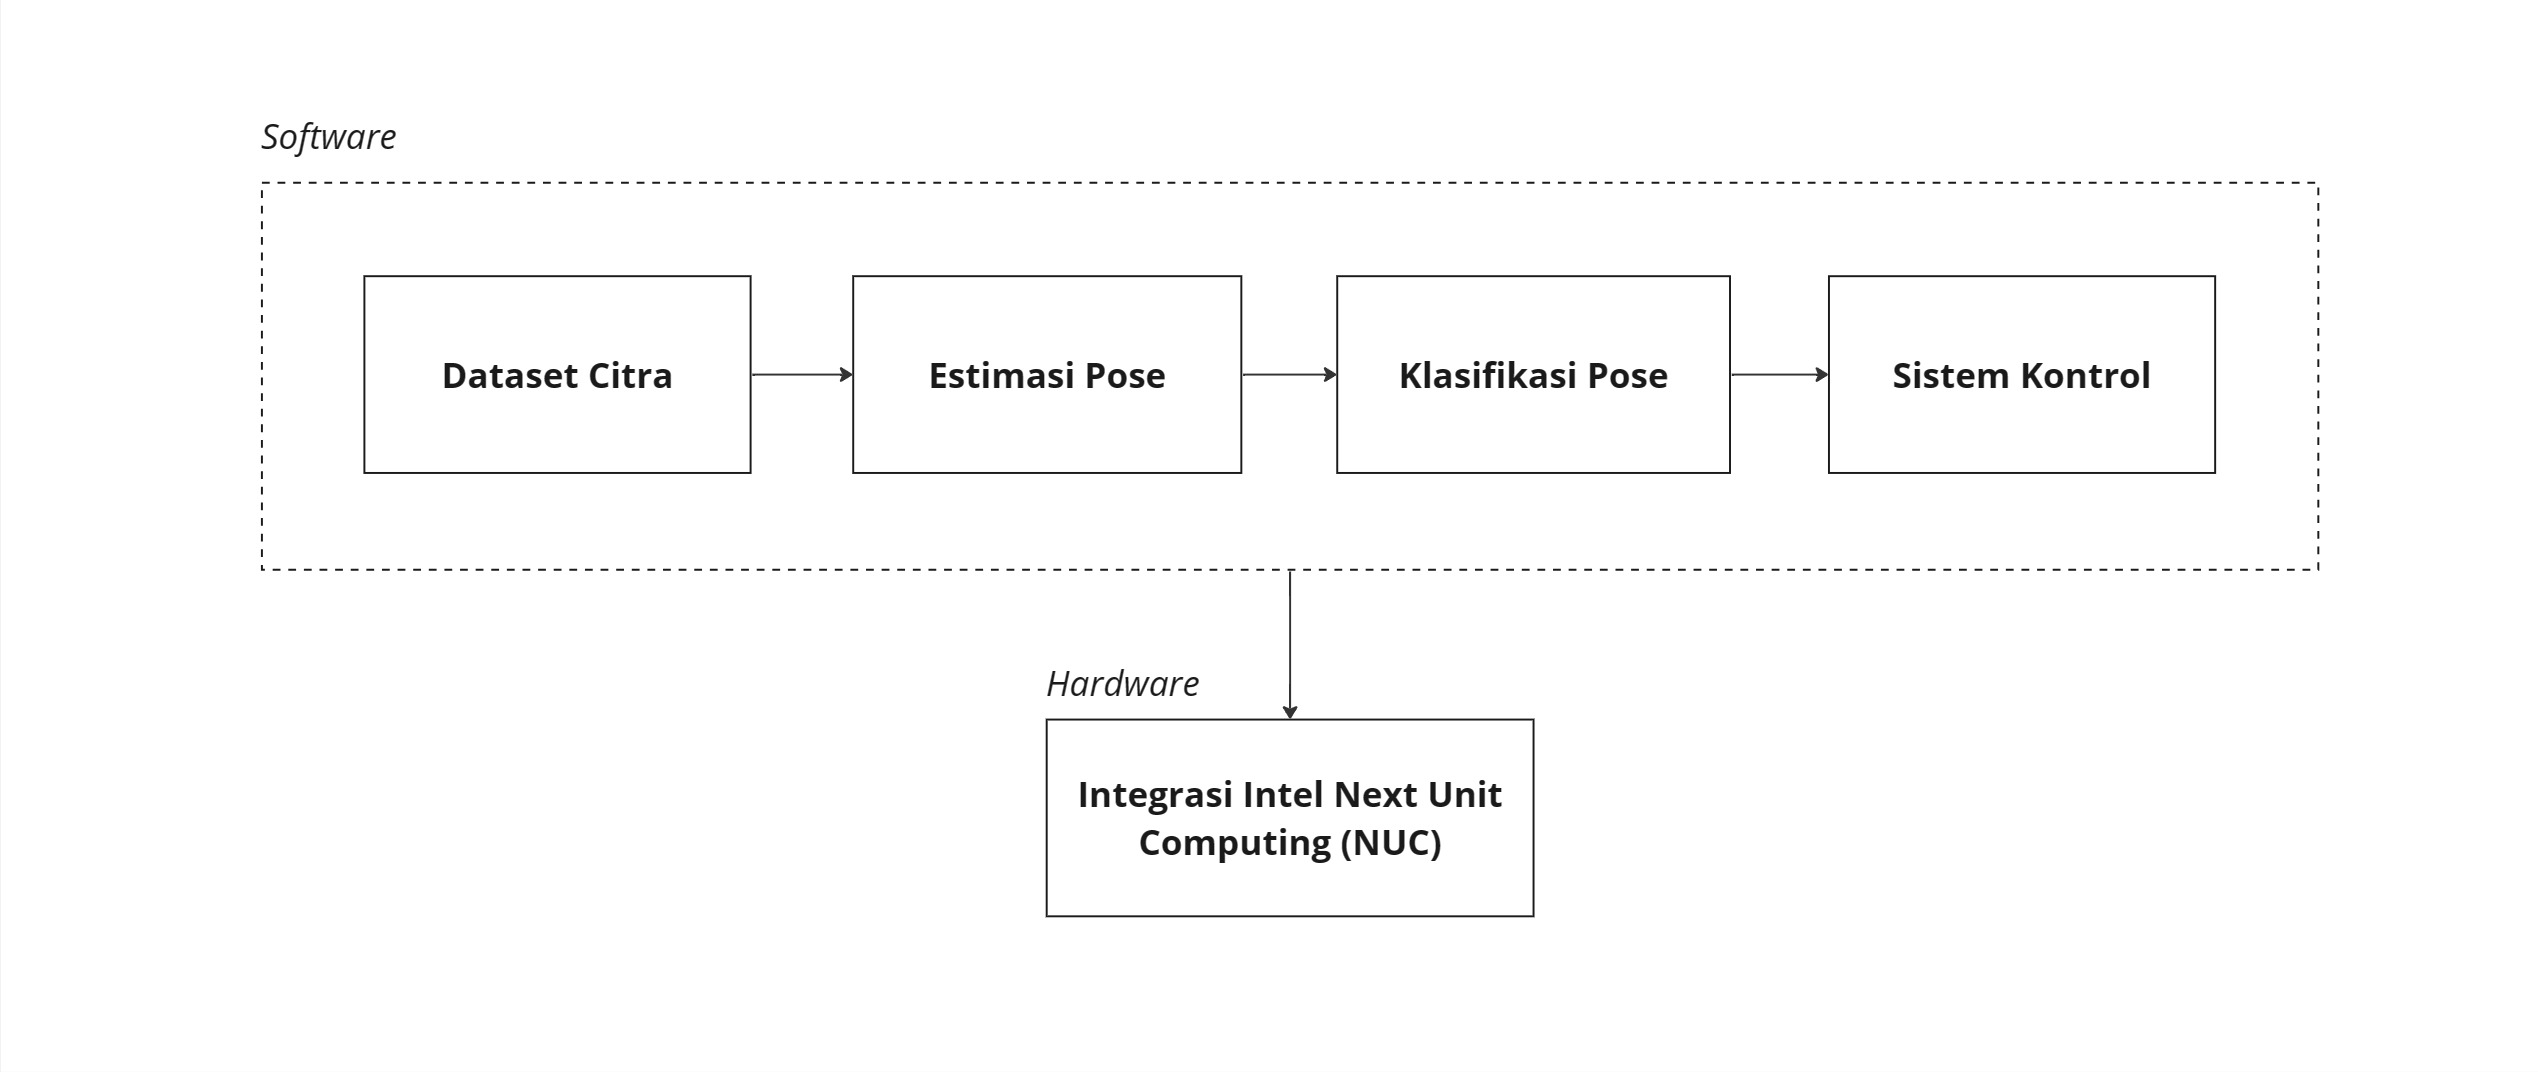 Software
Dataset Citra
Estimasi Pose
Klasifikasi Pose
Sistem Kontrol
Hardware
Integrasi Intel Next Unit
Computing (NUC)